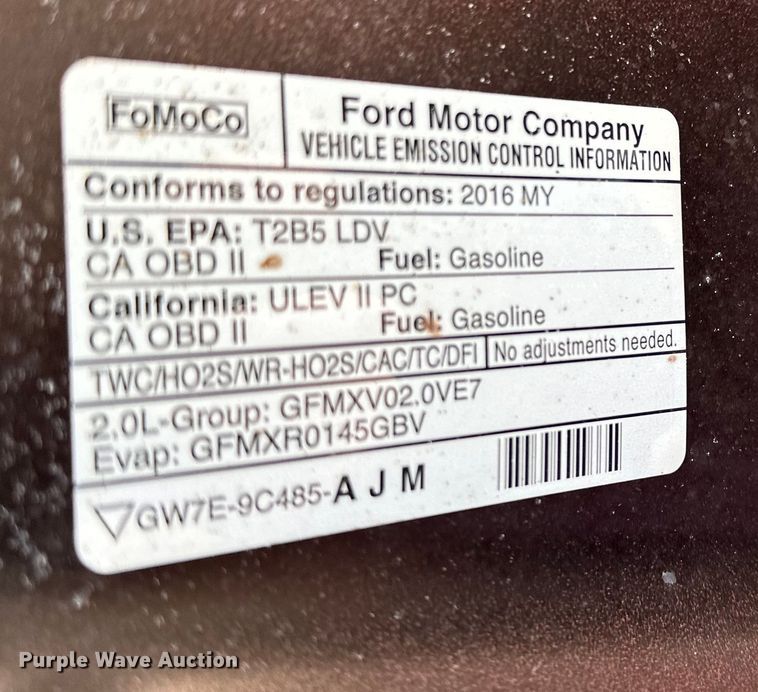 FoMoCo
Ford Motor Company
VEHICLE EMISSION CONTROL INFORMATION
Conforms to regulations: 2016 MY
U.S. EPA: T2B5 LDV
CA OBD II Fuel: Gasoline
California: ULEV II PC
CA OBD II Fuel: Gasoline
TWC/HO2S/WR-HO2S/CAC/TC/DFI No adjustments needed.
2.0L-Group: GFMXV02.0VE7
Evap: GFMXR0145GBV
GW7E-9C485-A J M
Purple Wave Auction